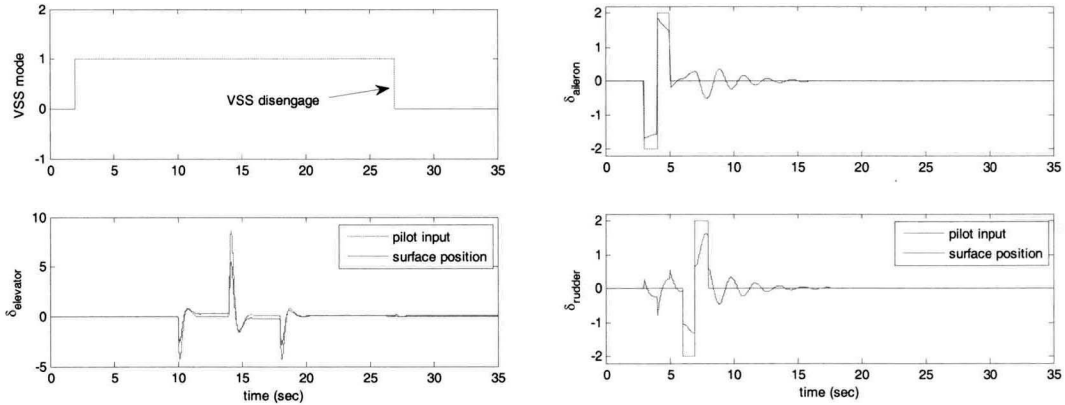 VSS mode
2
1
0
-1
VSS disengage
0 5 10 15 20 25 30 35
δelevator
10
5
0
-5
pilot input
surface position
0 5 10 15 20 25 30 35
time (sec)
δaileron
2
1
0
-1
-2
0 5 10 15 20 25 30 35
δrudder
2
1
0
-1
-2
pilot input
surface position
0 5 10 15 20 25 30 35
time (sec)